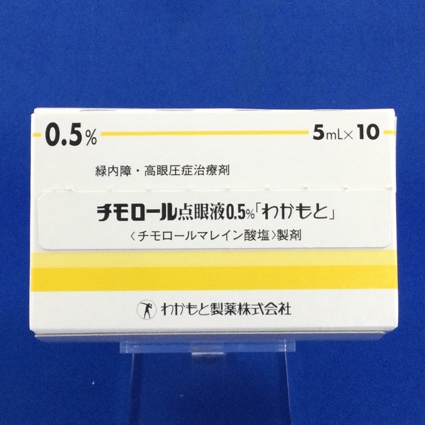 0.5%
5mL×10
緑内障・高眼圧症治療剤
チモロール点眼液0.5%「わかもと」
〈チモロールマレイン酸塩〉製剤
わかもと製薬株式会社